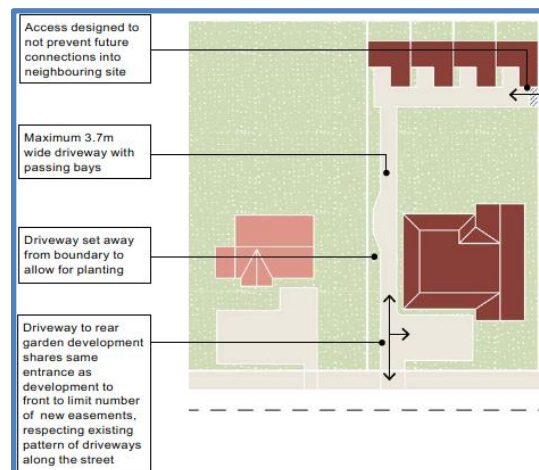 Access designed to
not prevent future
connections into
neighbouring site
Maximum 3.7m
wide driveway with
passing bays
Driveway set away
from boundary to
allow for planting
Driveway to rear
garden development
shares same
entrance as
development to
front to limit number
of new easements,
respecting existing
pattern of driveways
along the street